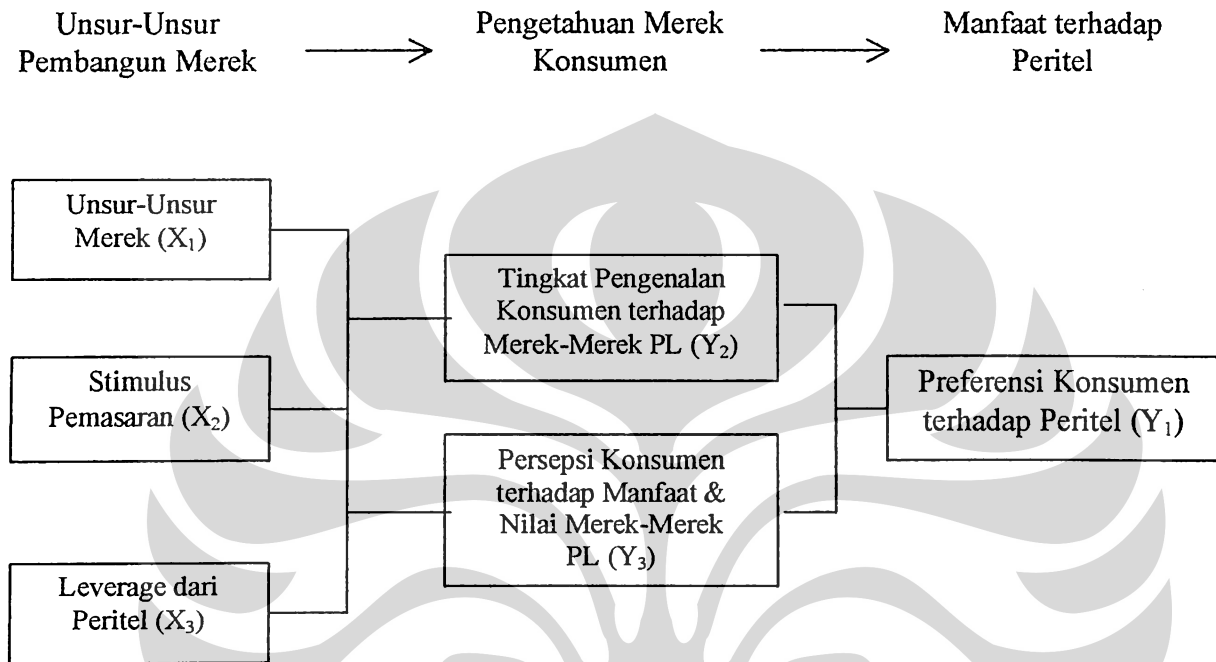 Unsur-Unsur
Pembangun Merek
Pengetahuan Merek
Konsumen
Manfaat terhadap
Peritel
Unsur-Unsur
Merek (X₁)
Stimulus
Pemasaran (X₂)
Leverage dari
Peritel (X₃)
Tingkat Pengenalan
Konsumen terhadap
Merek-Merek PL (Y₂)
Persepsi Konsumen
terhadap Manfaat &
Nilai Merek-Merek
PL (Y₃)
Preferensi Konsumen
terhadap Peritel (Y₁)